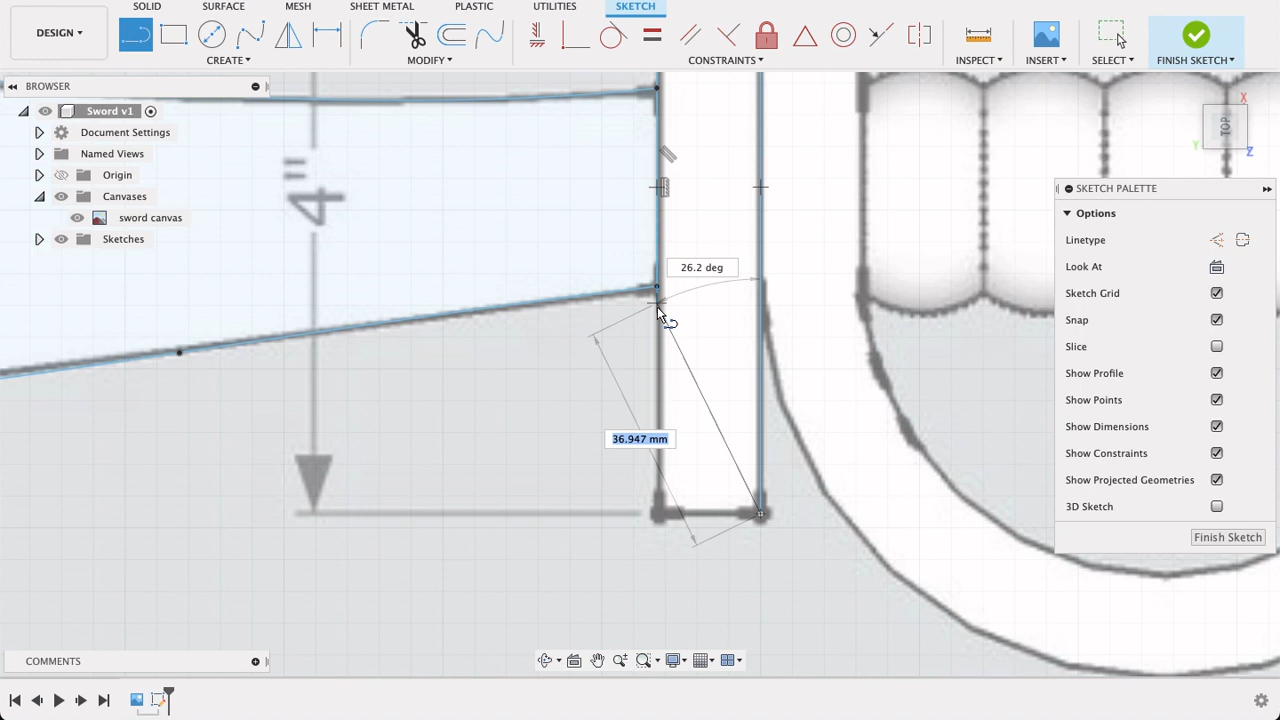 SOLID SURFACE MESH SHEET METAL PLASTIC UTILITIES SKETCH
DESIGN
CREATE MODIFY CONSTRAINTS INSPECT INSERT SELECT FINISH SKETCH
BROWSER
Sword v1
Document Settings
Named Views
Origin
Canvases
sword canvas
Sketches
4"
26.2 deg
36.947 mm
X
TOP
Y
Z
SKETCH PALETTE
Options
Linetype
Look At
Sketch Grid
Snap
Slice
Show Profile
Show Points
Show Dimensions
Show Constraints
Show Projected Geometries
3D Sketch
Finish Sketch
COMMENTS